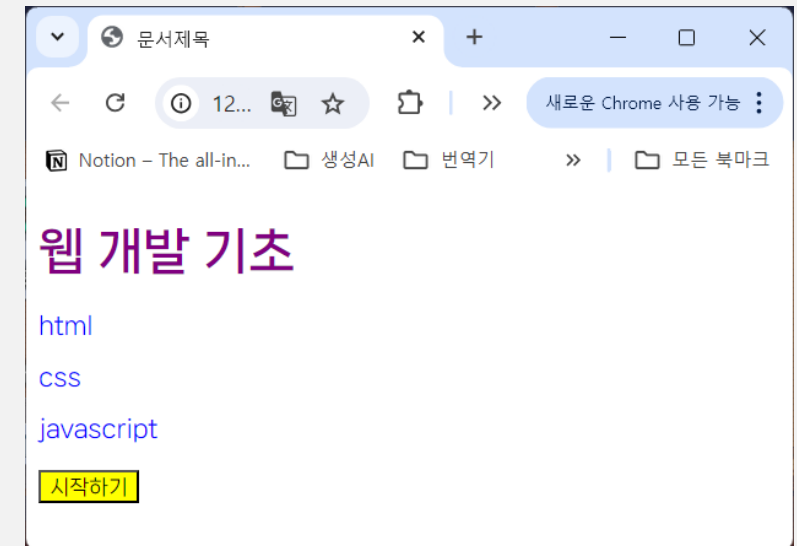 문서제목
12...
새로운 Chrome 사용 가능
Notion – The all-in... 생성AI 번역기 모든 북마크
웹 개발 기초
html
css
javascript
시작하기